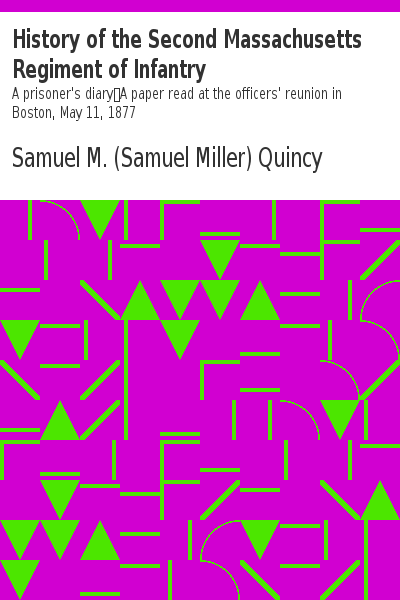 History of the Second Massachusetts
Regiment of Infantry
A prisoner's diary▯A paper read at the officers' reunion in
Boston, May 11, 1877
Samuel M. (Samuel Miller) Quincy